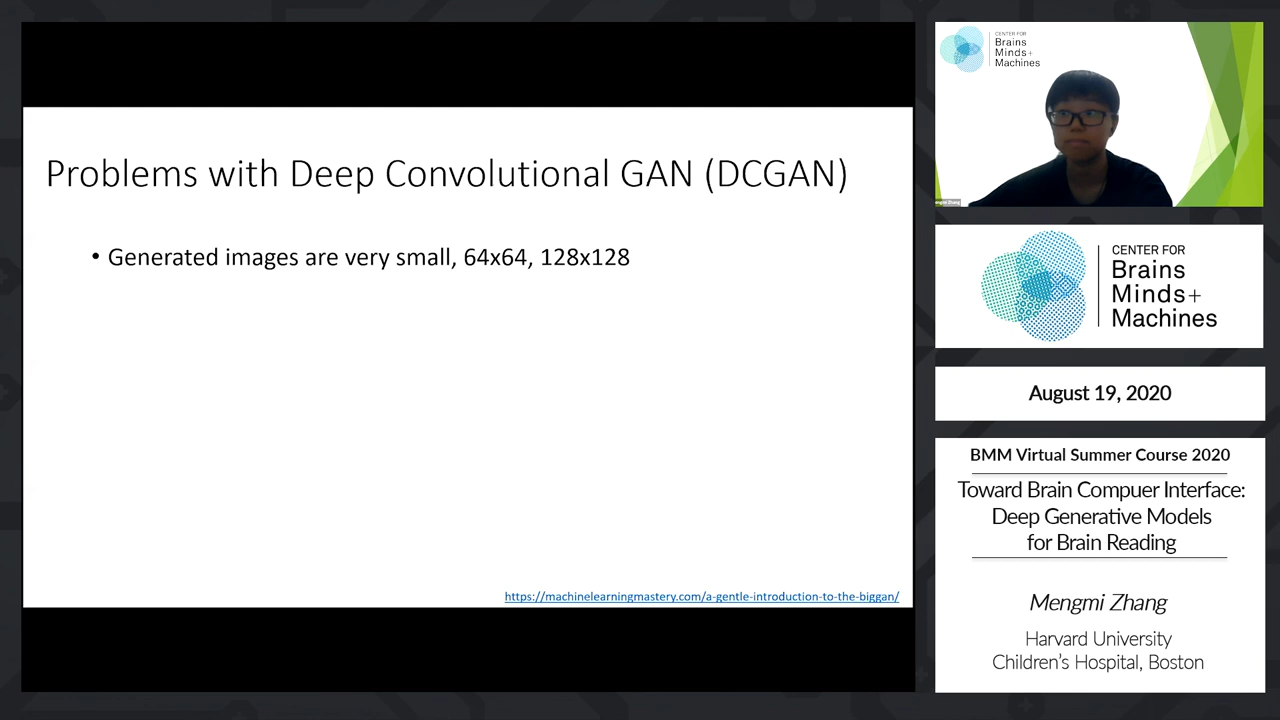 Problems with Deep Convolutional GAN (DCGAN)
• Generated images are very small, 64x64, 128x128
https://machinelearningmastery.com/a-gentle-introduction-to-the-biggan/
CENTER FOR
Brains
Minds+
Machines
CENTER FOR
Brains
Minds+
Machines
August 19, 2020
BMM Virtual Summer Course 2020
Toward Brain Compuer Interface:
Deep Generative Models
for Brain Reading
Mengmi Zhang
Harvard University
Children's Hospital, Boston